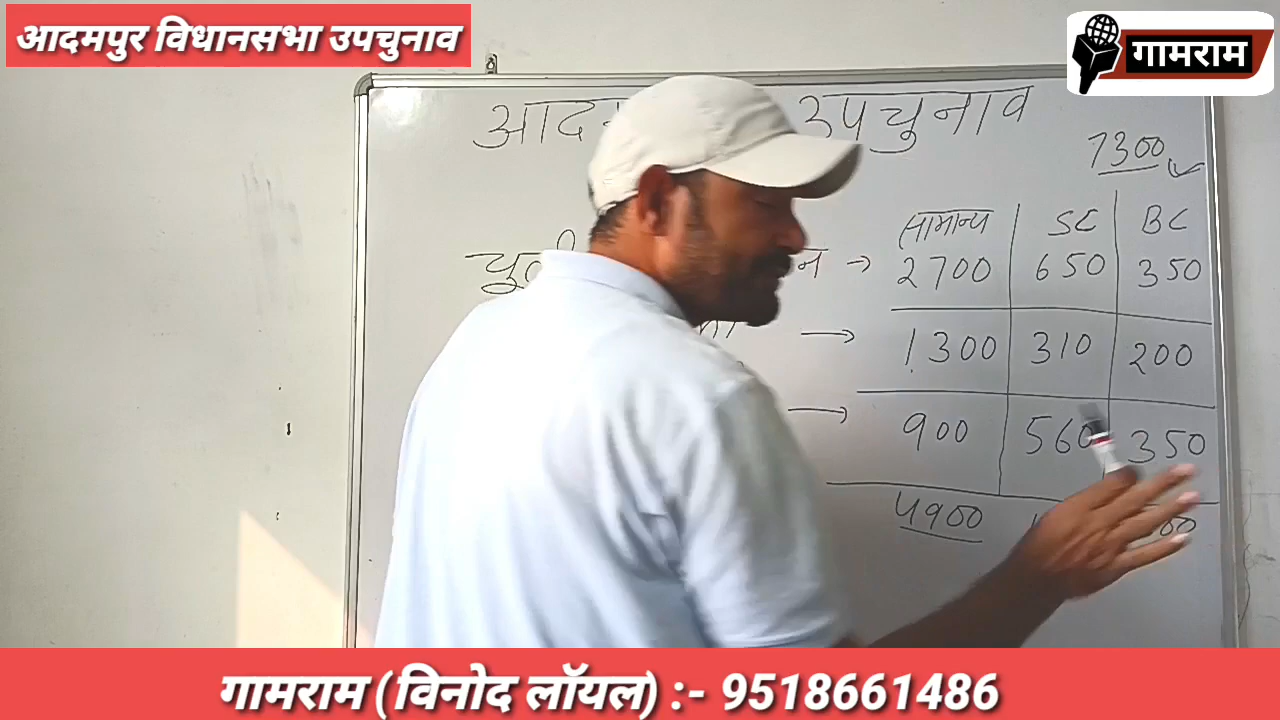 आदमपुर विधानसभा उपचुनाव
गामराम
उपचुनाव
7300
सामान्य SC BC
→ 2700 650 350
→ 1300 310 200
→ 900 560 350
4900
गामराम (विनोद लॉयल) :- 9518661486